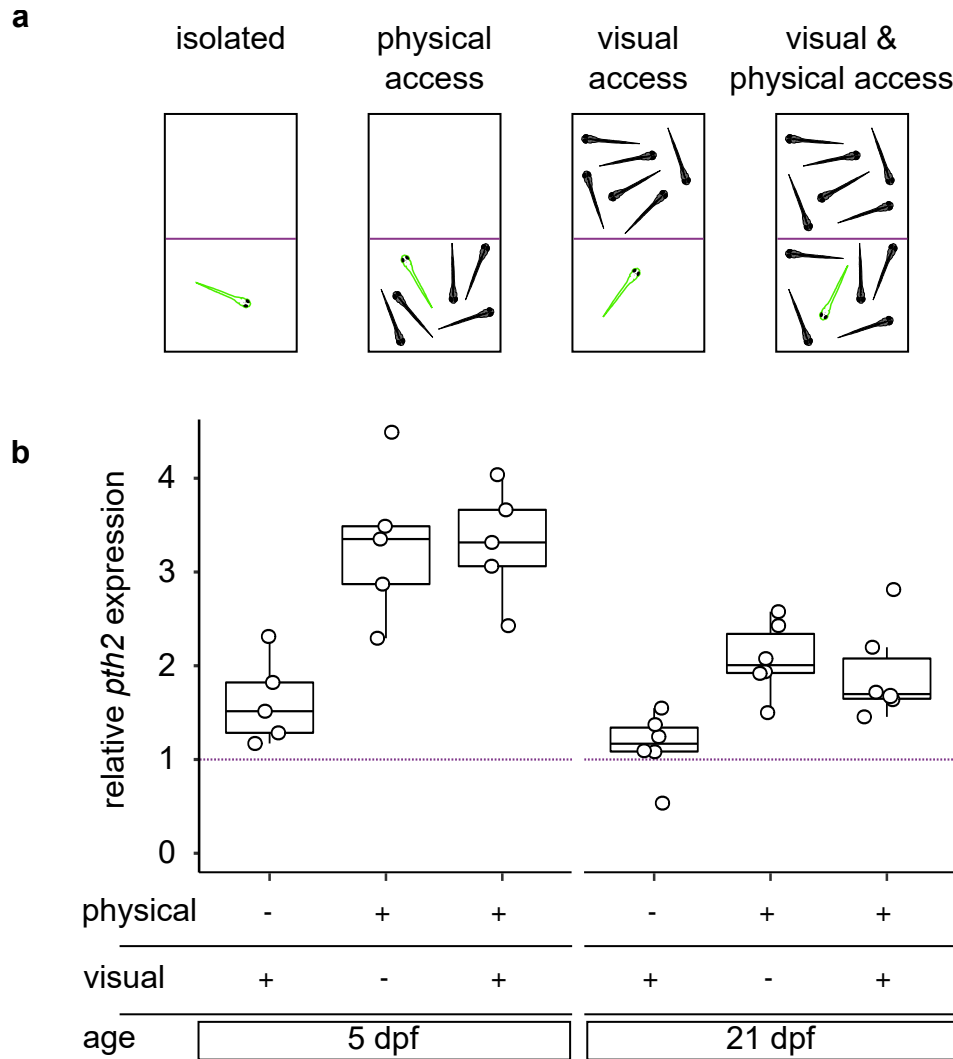 a
isolated
physical
access
visual
access
visual &
physical access
b
relative pth2 expression
4
3
2
1
0
physical - + + - + +
visual + - + + - +
age 5 dpf 21 dpf